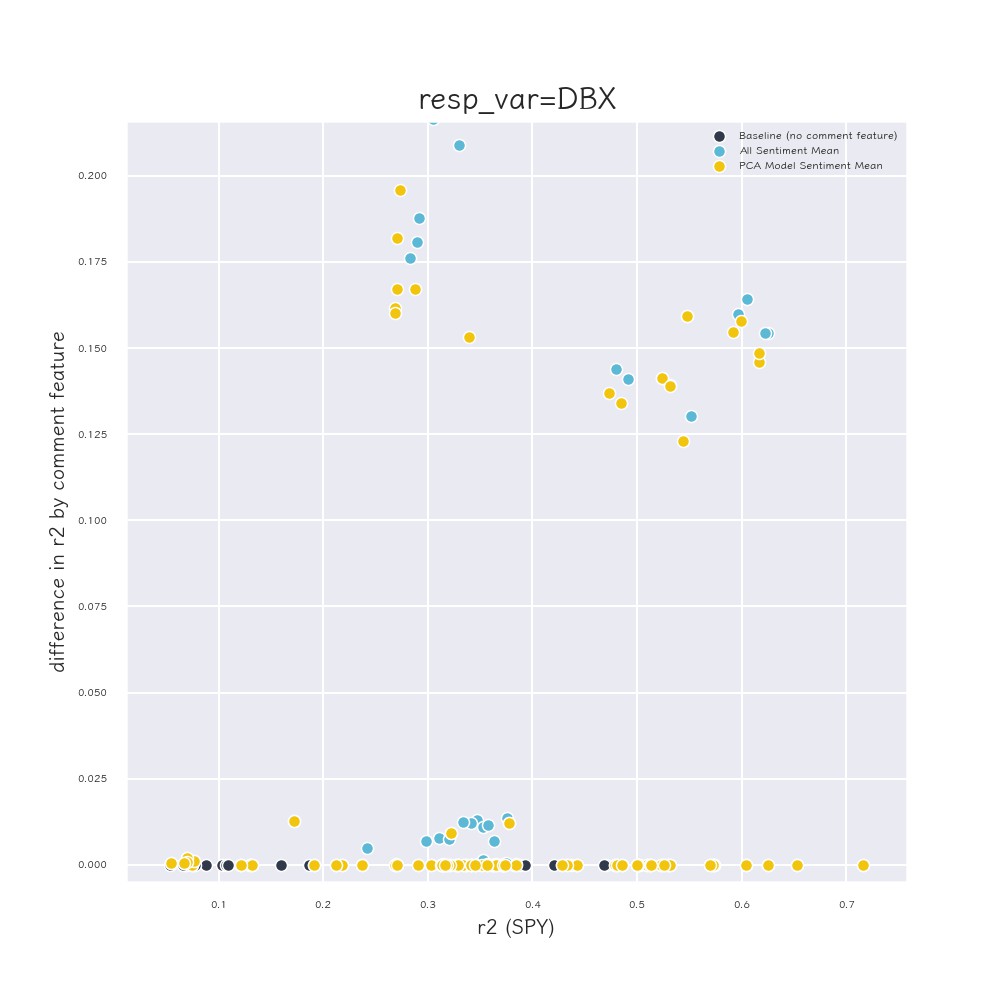 resp_var=DBX
Baseline (no comment feature)
All Sentiment Mean
PCA Model Sentiment Mean
0.200
0.175
0.150
0.125
0.100
0.075
0.050
0.025
0.000
difference in r2 by comment feature
0.1
0.2
0.3
0.4
0.5
0.6
0.7
r2 (SPY)